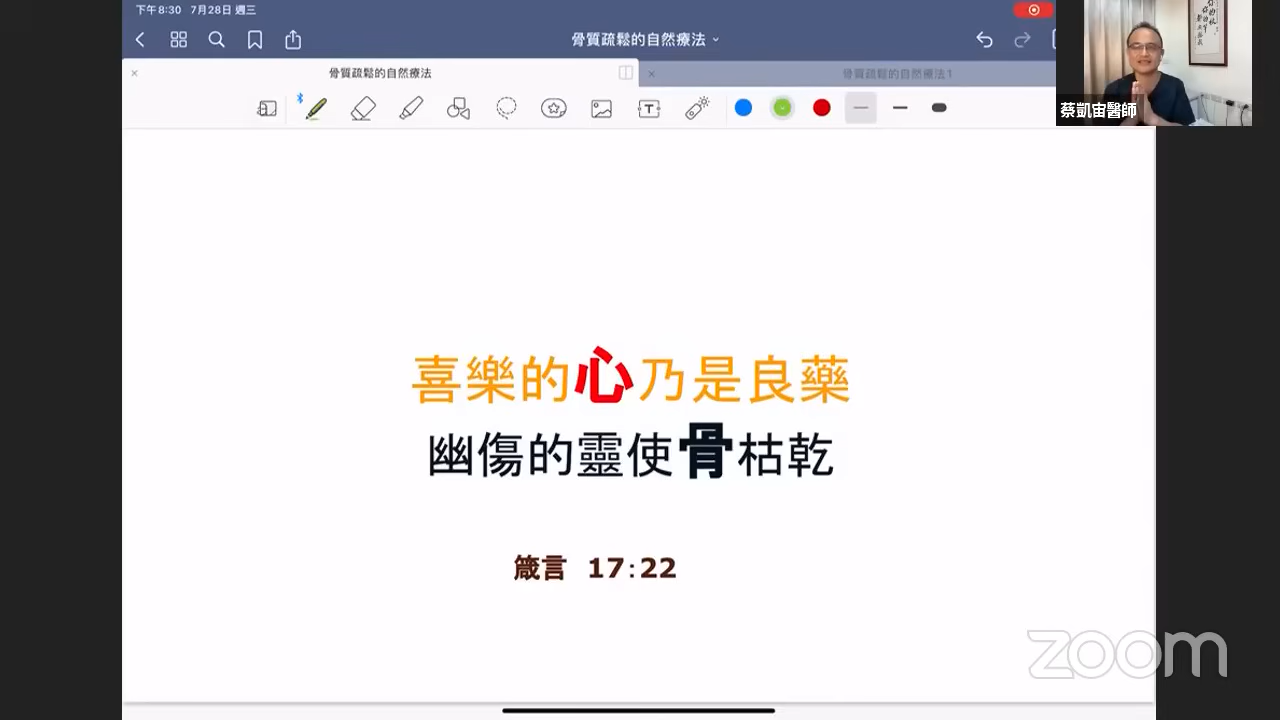 下午8:30 7月28日 週三
骨質疏鬆的自然療法
骨質疏鬆的自然療法
骨質疏鬆的自然療法1
蔡凱宙醫師
喜樂的心乃是良藥
幽傷的靈使骨枯乾
箴言 17:22
zoom